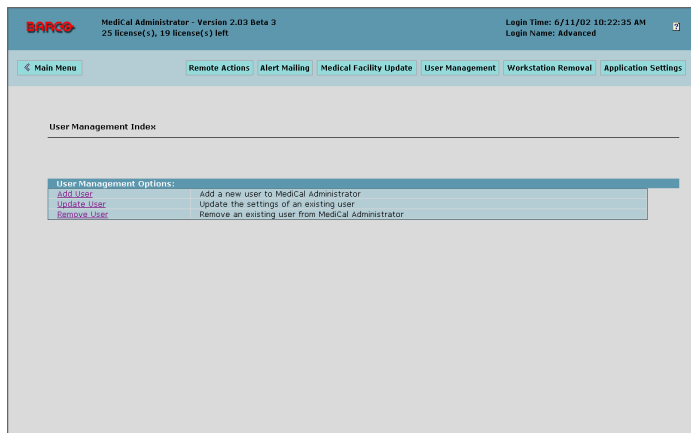 BARCO
MediCal Administrator - Version 2.03 Beta 3
25 license(s), 19 license(s) left
Login Time: 6/11/02 10:22:35 AM
Login Name: Advanced
?
« Main Menu
Remote Actions
Alert Mailing
Medical Facility Update
User Management
Workstation Removal
Application Settings
User Management Index
User Management Options:
Add User Add a new user to MediCal Administrator
Update User Update the settings of an existing user
Remove User Remove an existing user from MediCal Administrator